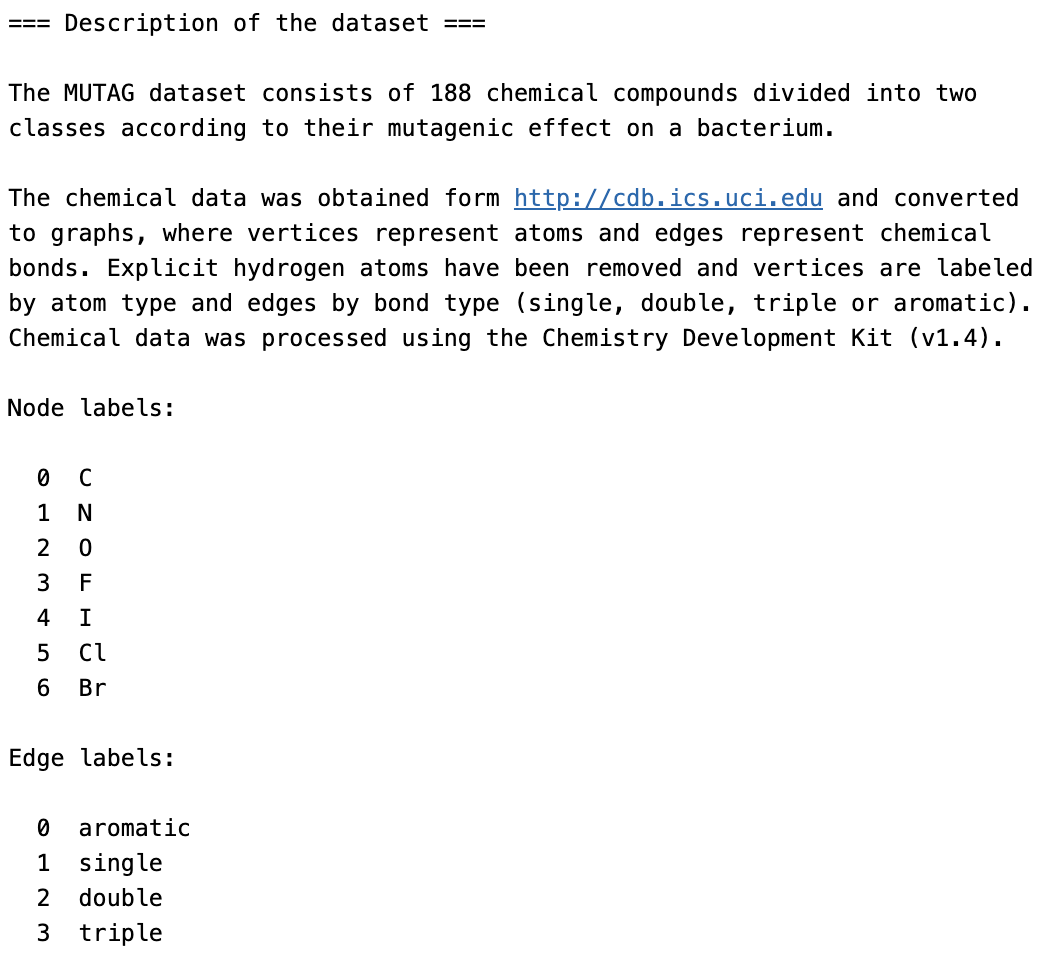 === Description of the dataset ===
The MUTAG dataset consists of 188 chemical compounds divided into two
classes according to their mutagenic effect on a bacterium.
The chemical data was obtained form http://cdb.ics.uci.edu and converted
to graphs, where vertices represent atoms and edges represent chemical
bonds. Explicit hydrogen atoms have been removed and vertices are labeled
by atom type and edges by bond type (single, double, triple or aromatic).
Chemical data was processed using the Chemistry Development Kit (v1.4).
Node labels:
0 C
1 N
2 O
3 F
4 I
5 Cl
6 Br
Edge labels:
0 aromatic
1 single
2 double
3 triple